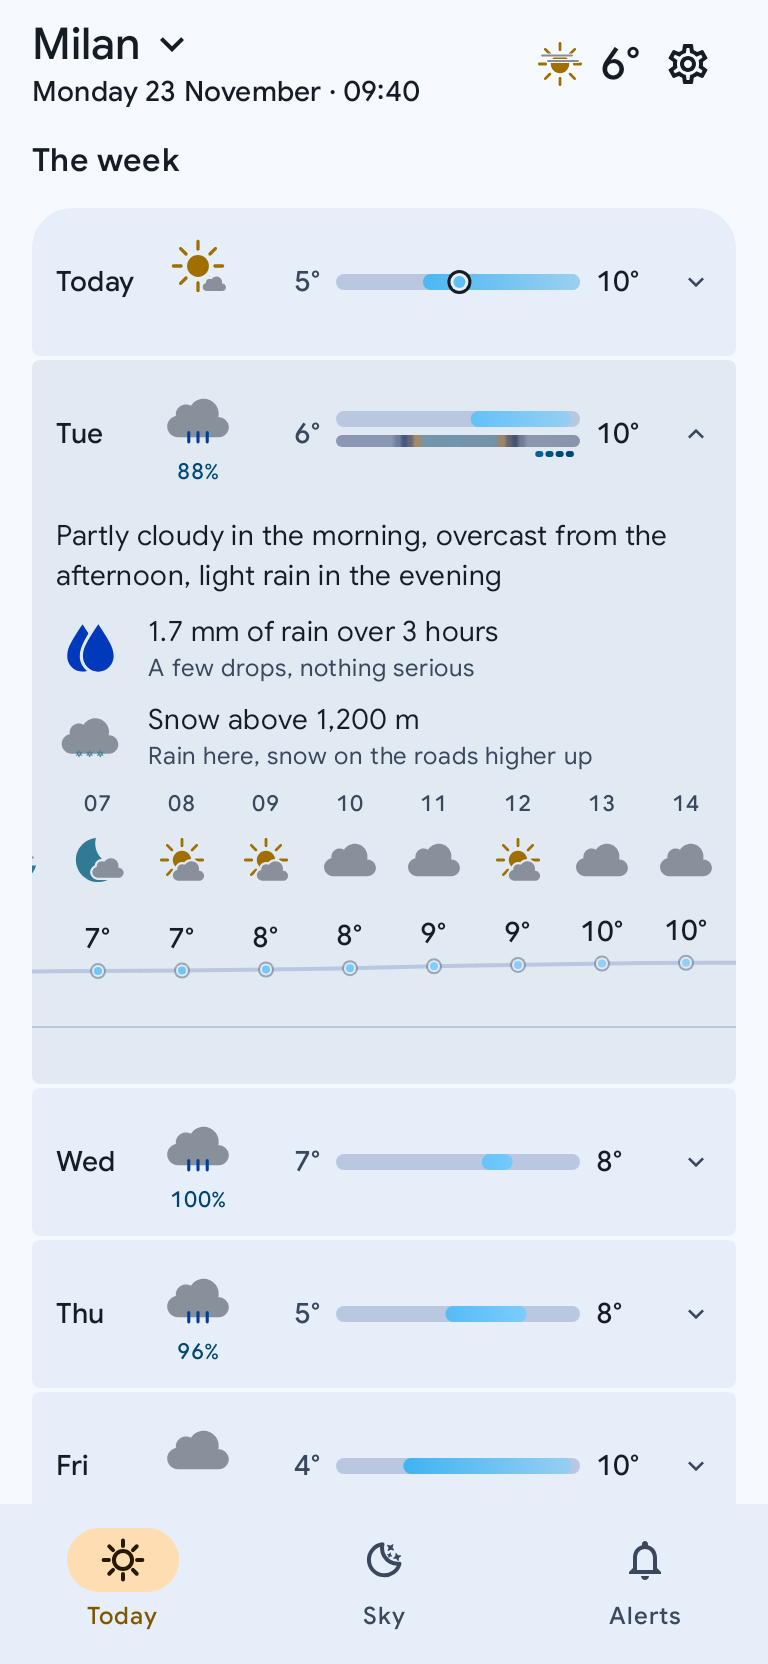 Milan
Monday 23 November · 09:40
6°
The week
Today
5°
10°
Tue
88%
6°
10°
Partly cloudy in the morning, overcast from the
afternoon, light rain in the evening
1.7 mm of rain over 3 hours
A few drops, nothing serious
Snow above 1,200 m
Rain here, snow on the roads higher up
07 08 09 10 11 12 13 14
7° 7° 8° 8° 9° 9° 10° 10°
Wed
100%
7°
8°
Thu
96%
5°
8°
Fri
4°
10°
Today Sky Alerts